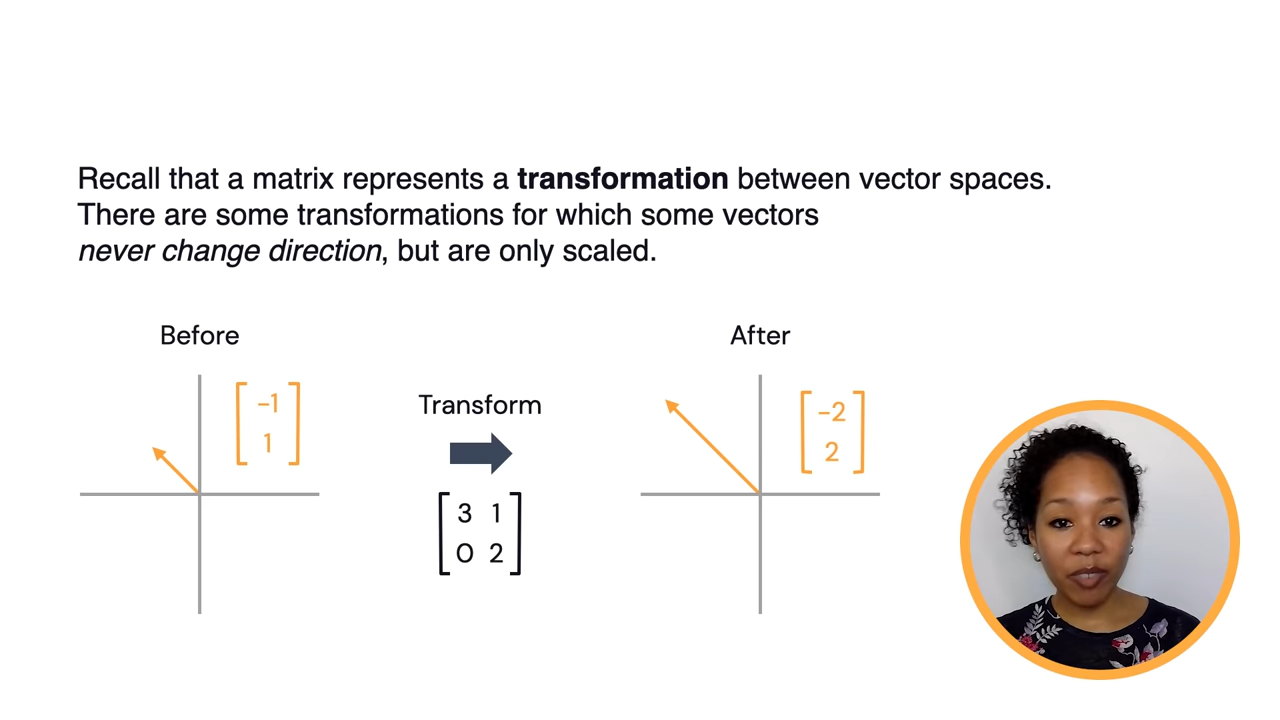 Recall that a matrix represents a transformation between vector spaces.
There are some transformations for which some vectors
never change direction, but are only scaled.
Before
−1
1
Transform
3 1
0 2
After
−2
2